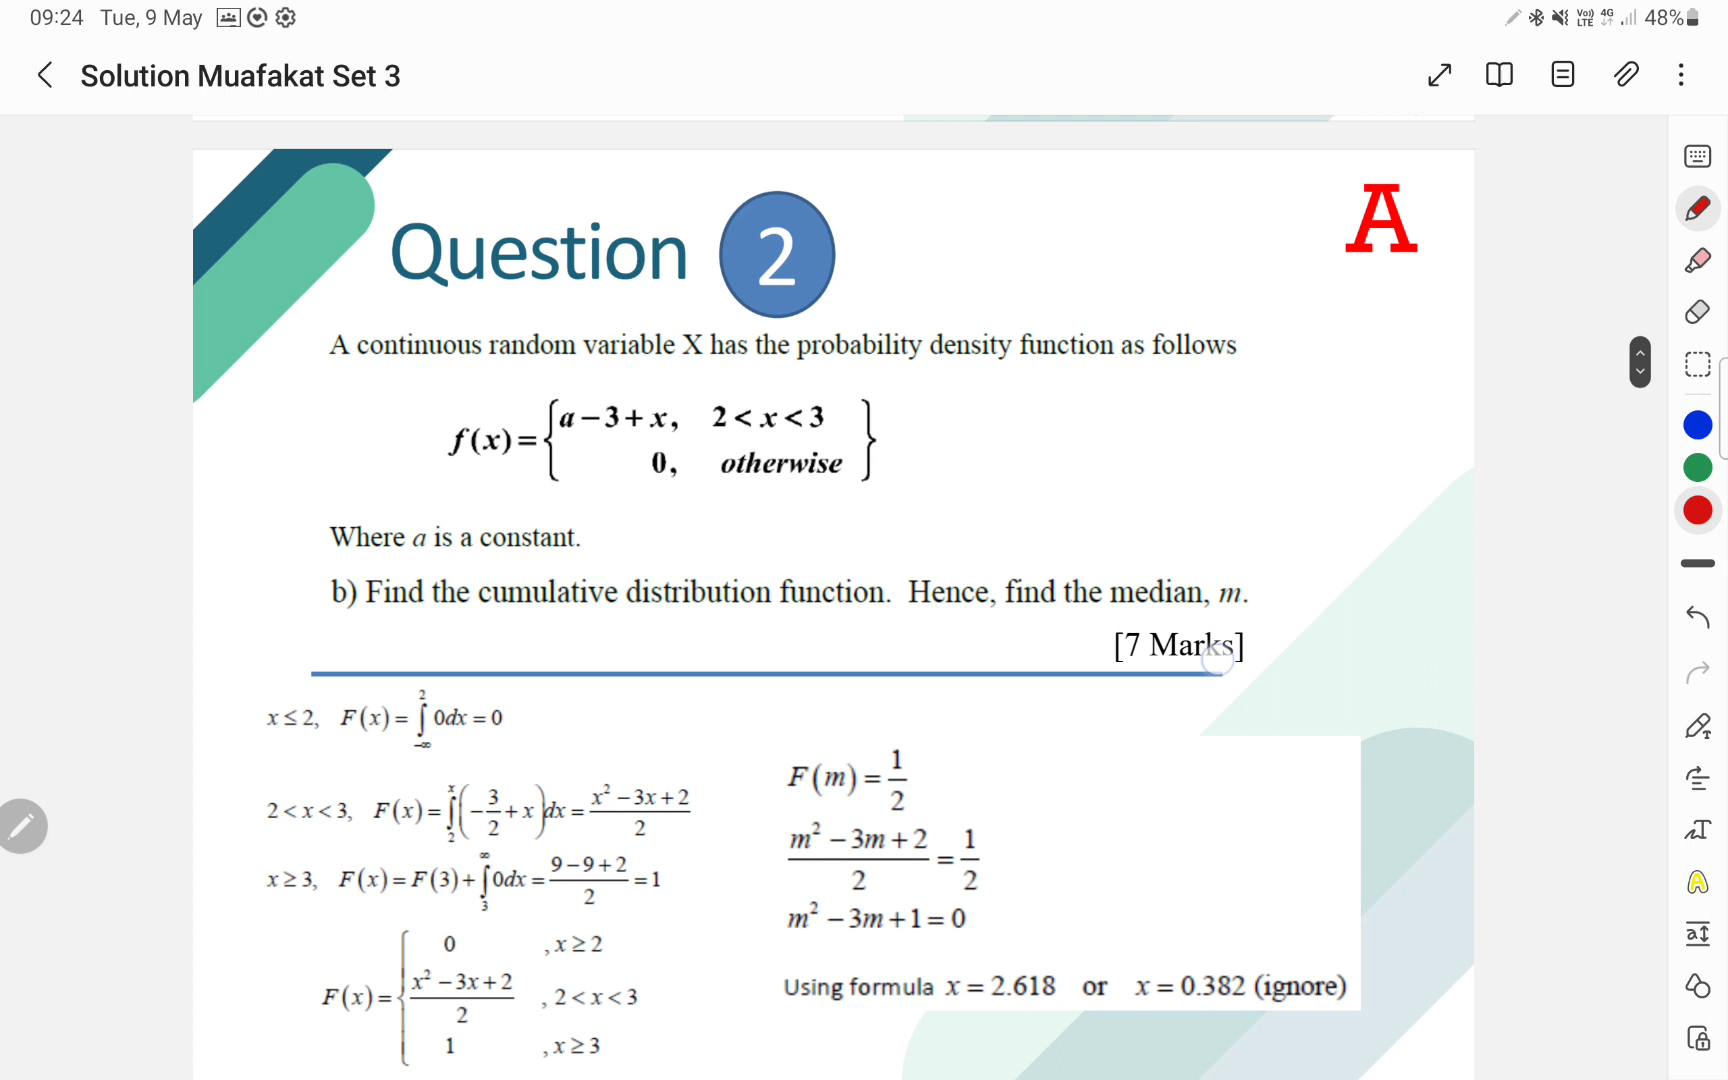 09:24 Tue, 9 May
Vo)) LTE 4G 48%
Solution Muafakat Set 3
A
Question 2
A continuous random variable X has the probability density function as follows
f(x) = { a − 3 + x, 2 < x < 3
0, otherwise }
Where a is a constant.
b) Find the cumulative distribution function. Hence, find the median, m.
[7 Marks]
x ≤ 2, F(x) = ∫_{-∞}^{2} 0dx = 0
2 < x < 3, F(x) = ∫_{2}^{x} (−3/2 + x) dx = (x² − 3x + 2)/2
x ≥ 3, F(x) = F(3) + ∫_{3}^{∞} 0dx = (9 − 9 + 2)/2 = 1
F(x) = { 0 , x ≥ 2
(x² − 3x + 2)/2 , 2 < x < 3
1 , x ≥ 3
F(m) = 1/2
(m² − 3m + 2)/2 = 1/2
m² − 3m + 1 = 0
Using formula x = 2.618 or x = 0.382 (ignore)